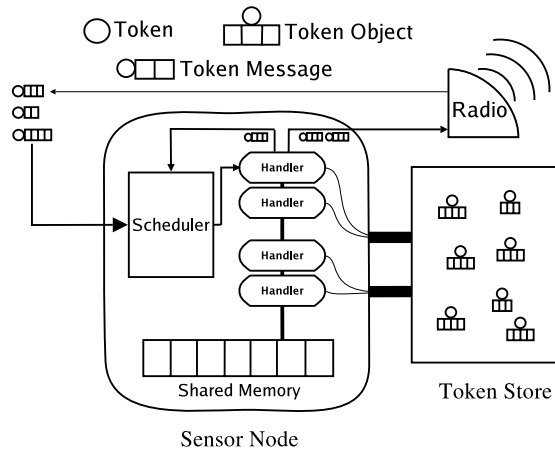 Token
Token Object
Token Message
Radio
Scheduler
Handler
Handler
Handler
Handler
Shared Memory
Token Store
Sensor Node